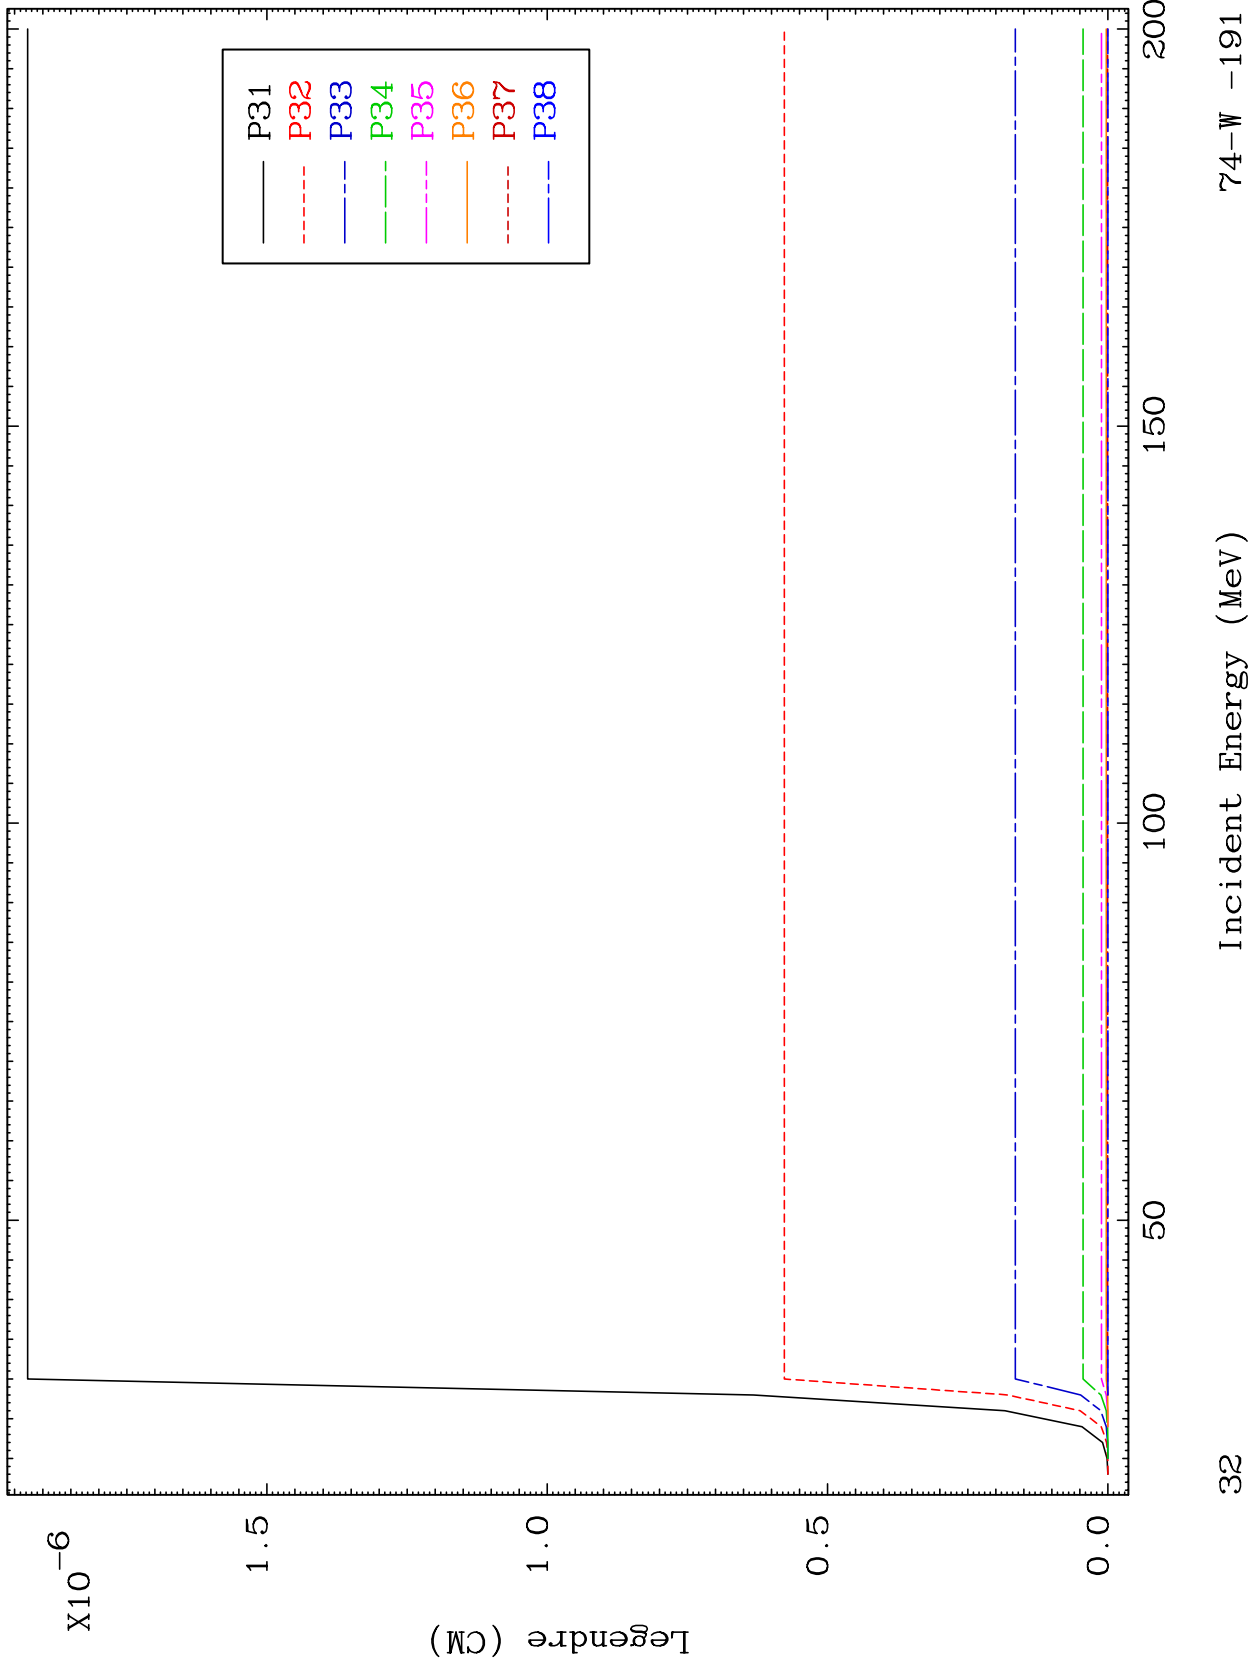 X10-6
1.5
1.0
0.5
0.0
Legendre (CM)
P31
P32
P33
P34
P35
P36
P37
P38
50
100
150
200
32
Incident Energy (MeV)
74-W -191